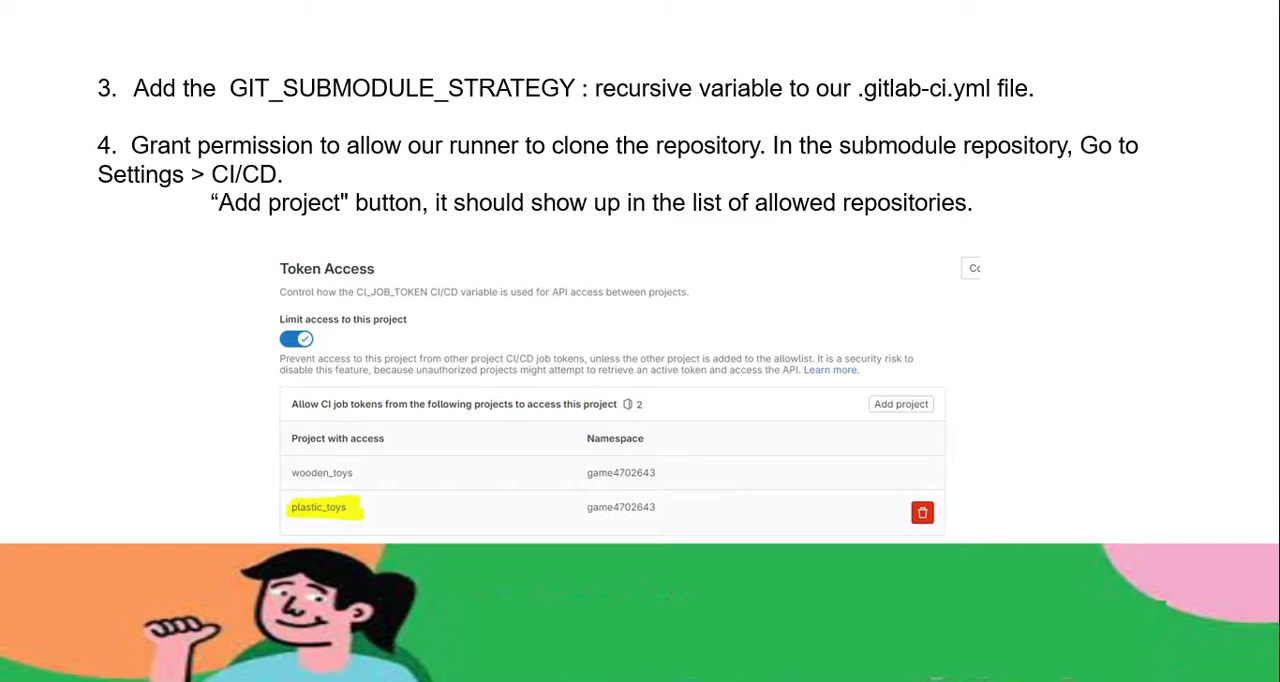 3. Add the GIT_SUBMODULE_STRATEGY : recursive variable to our .gitlab-ci.yml file.
4. Grant permission to allow our runner to clone the repository. In the submodule repository, Go to
Settings > CI/CD.
“Add project" button, it should show up in the list of allowed repositories.
Token Access
Co
Control how the CI_JOB_TOKEN CI/CD variable is used for API access between projects.
Limit access to this project
Prevent access to this project from other project CI/CD job tokens, unless the other project is added to the allowlist. It is a security risk to
disable this feature, because unauthorized projects might attempt to retrieve an active token and access the API. Learn more.
Allow CI job tokens from the following projects to access this project 2
Add project
Project with access Namespace
wooden_toys game4702643
plastic_toys game4702643